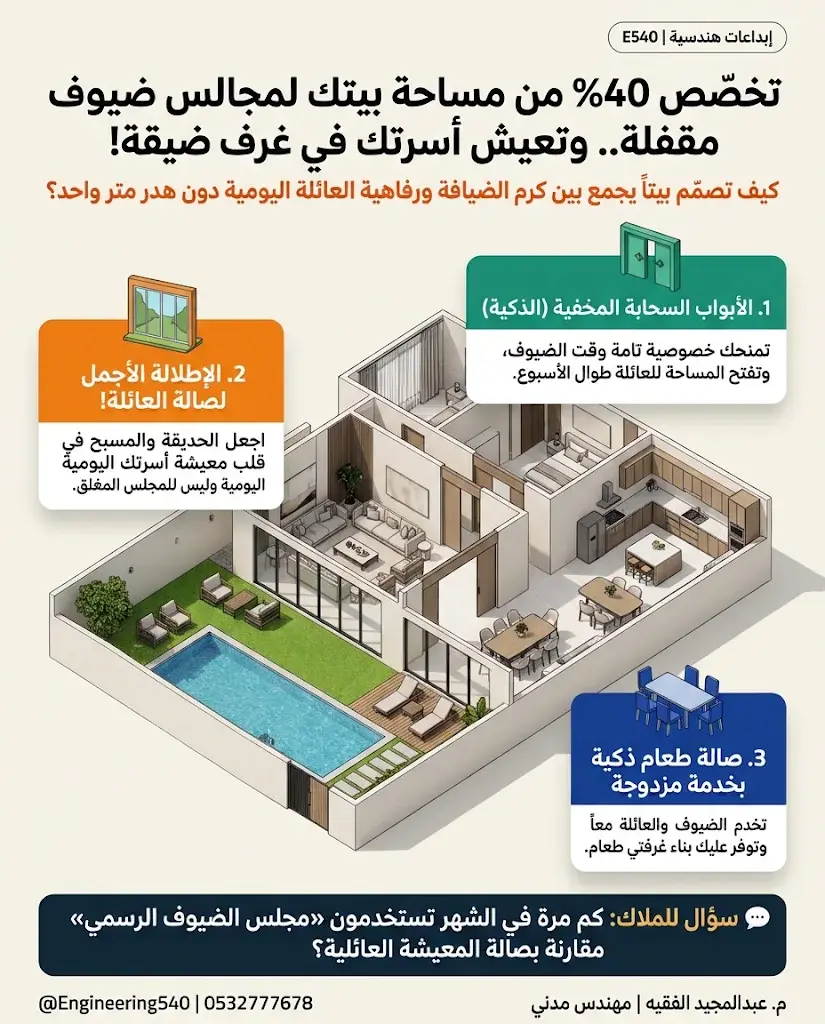 إبداعات هندسية | E540
تخصّص 40% من مساحة بيتك لمجالس ضيوف
مقفلة.. وتعيش أسرتك في غرف ضيقة!
كيف تصمّم بيتاً يجمع بين كرم الضيافة ورفاهية العائلة اليومية دون هدر متر واحد؟
1. الأبواب السحابة المخفية (الذكية)
تمنحك خصوصية تامة وقت الضيوف،
وتفتح المساحة للعائلة طوال الأسبوع.
2. الإطلالة الأجمل
لصالة العائلة!
اجعل الحديقة والمسبح في
قلب معيشة أسرتك اليومية
اليومية وليس للمجلس المغلق.
3. صالة طعام ذكية
بخدمة مزدوجة
تخدم الضيوف والعائلة معاً
وتوفر عليك بناء غرفتي طعام.
سؤال للملاك: كم مرة في الشهر تستخدمون «مجلس الضيوف الرسمي»
مقارنة بصالة المعيشة العائلية؟
م. عبدالمجيد الفقيه | مهندس مدني
@Engineering540 | 0532777678